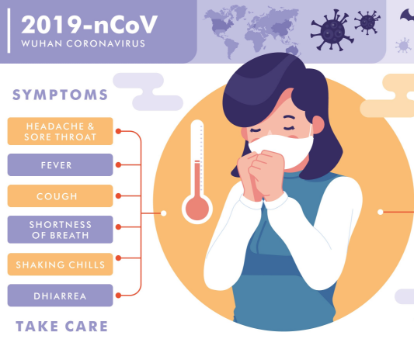 2019-nCoV
WUHAN CORONAVIRUS
SYMPTOMS
HEADACHE &
SORE THROAT
FEVER
COUGH
SHORTNESS
OF BREATH
SHAKING CHILLS
DHIARREA
TAKE CARE